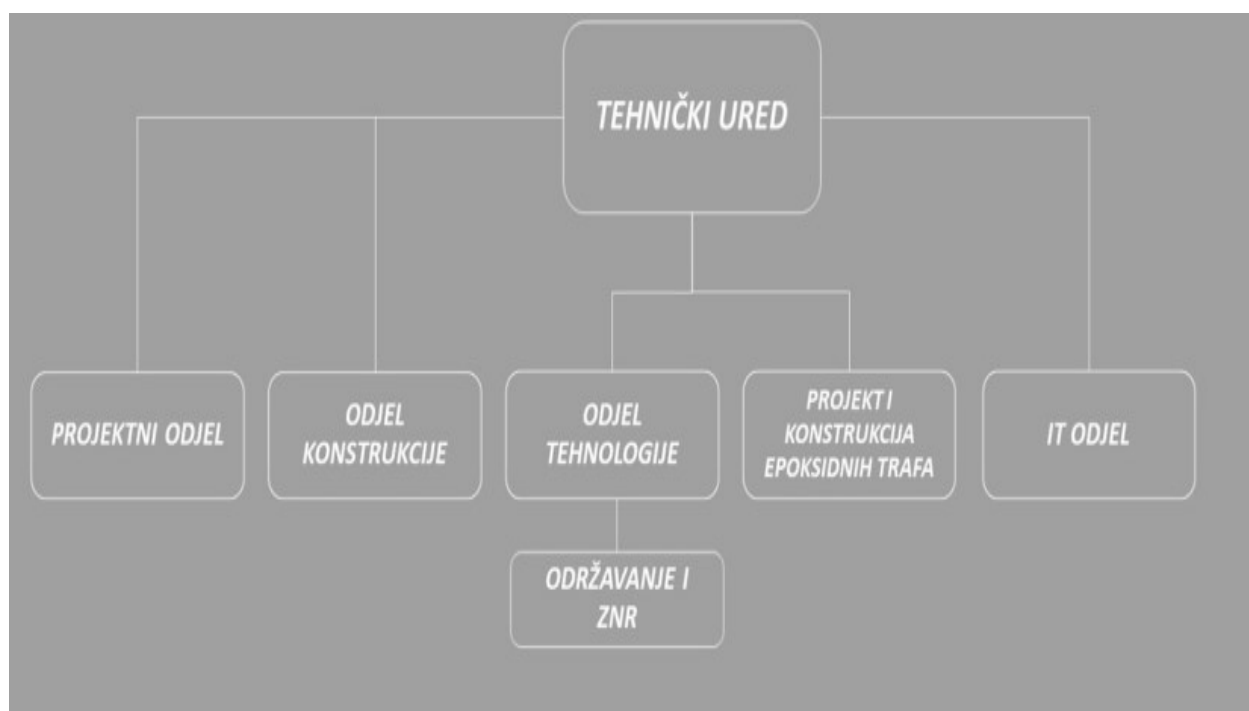 TEHNIČKI URED
PROJEKTNI ODJEL
ODJEL
KONSTRUKCIJE
ODJEL
TEHNOLOGIJE
PROJEKT I
KONSTRUKCIJA
EPOKSIDNIH TRAFA
IT ODJEL
ODRŽAVANJE I
ZNR